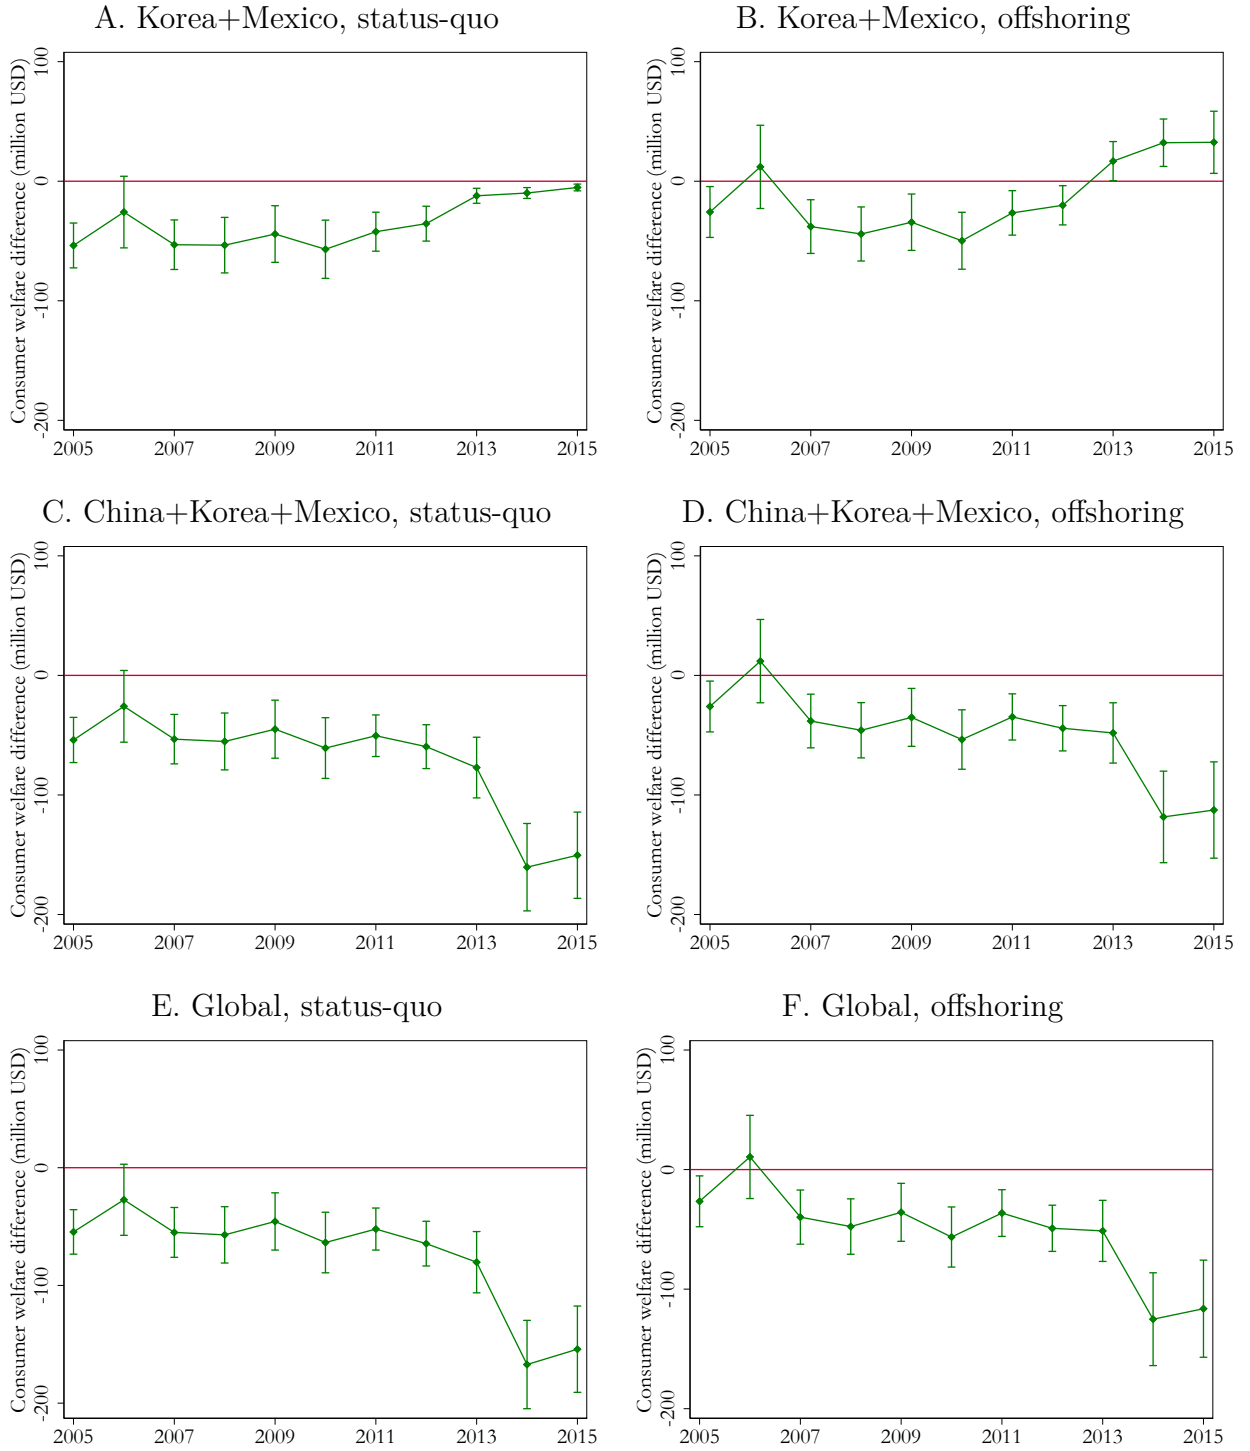 A. Korea+Mexico, status-quo
Consumer welfare difference (million USD)
100
0
-100
-200
2005 2007 2009 2011 2013 2015
B. Korea+Mexico, offshoring
Consumer welfare difference (million USD)
100
0
-100
-200
2005 2007 2009 2011 2013 2015
C. China+Korea+Mexico, status-quo
Consumer welfare difference (million USD)
100
0
-100
-200
2005 2007 2009 2011 2013 2015
D. China+Korea+Mexico, offshoring
Consumer welfare difference (million USD)
100
0
-100
-200
2005 2007 2009 2011 2013 2015
E. Global, status-quo
Consumer welfare difference (million USD)
100
0
-100
-200
2005 2007 2009 2011 2013 2015
F. Global, offshoring
Consumer welfare difference (million USD)
100
0
-100
-200
2005 2007 2009 2011 2013 2015